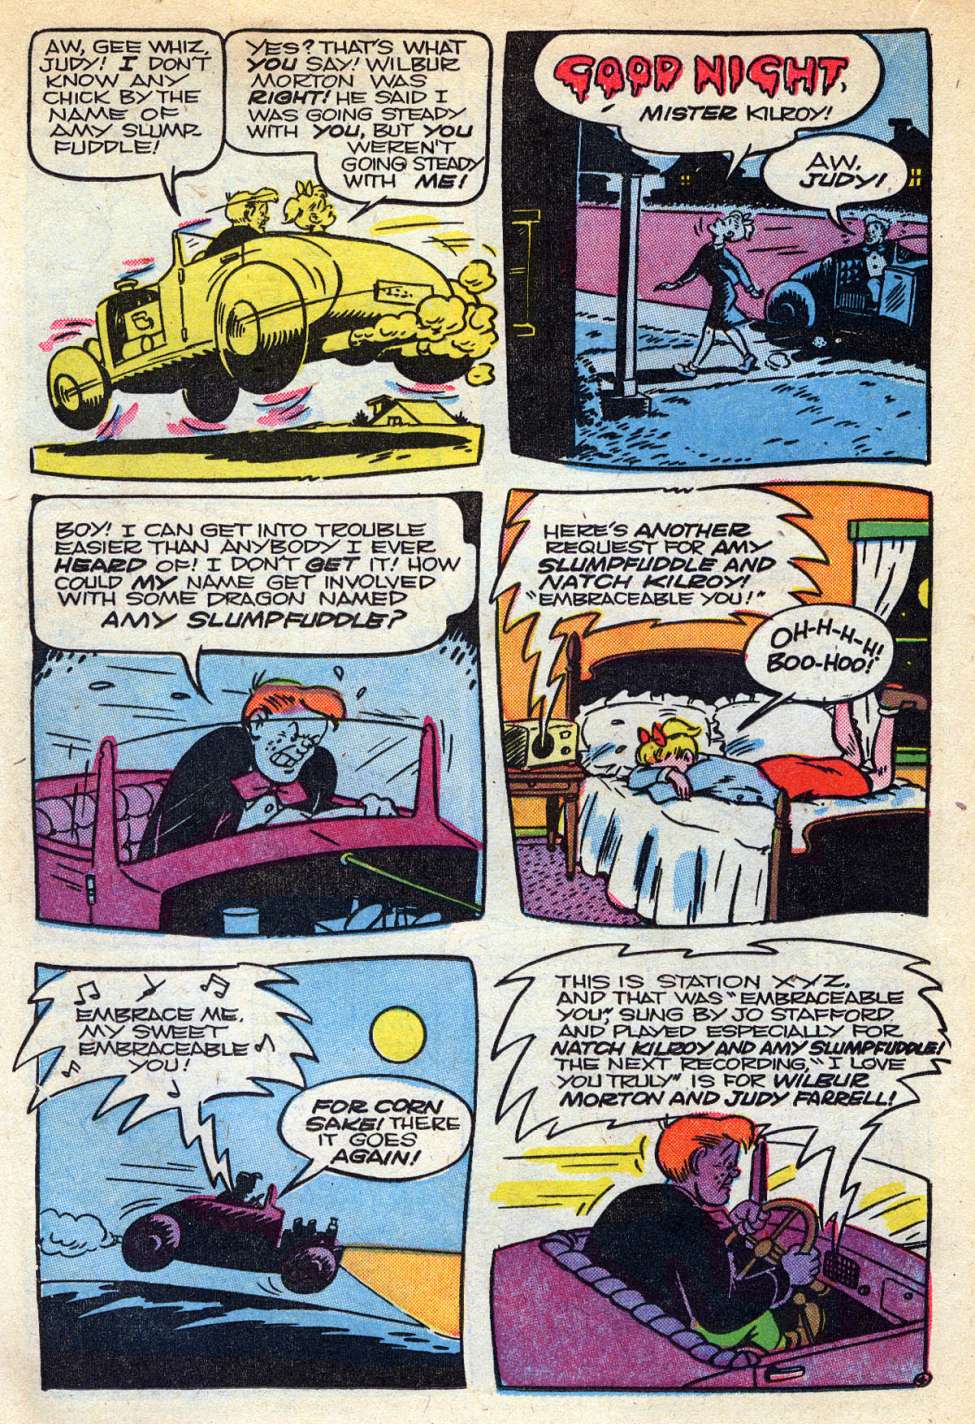 AW, GEE WHIZ,
JUDY! I DON'T
KNOW ANY
CHICK BY THE
NAME OF
AMY SLUMP-
FUDDLE!
YES? THAT'S WHAT
YOU SAY! WILBUR
MORTON WAS
RIGHT! HE SAID I
WAS GOING STEADY
WITH YOU, BUT YOU
WEREN'T
GOING STEADY
WITH ME!
GOOD NIGHT,
MISTER KILROY!
AW,
JUDY!
BOY! I CAN GET INTO TROUBLE
EASIER THAN ANYBODY I EVER
HEARD OF! I DON'T GET IT! HOW
COULD MY NAME GET INVOLVED
WITH SOME DRAGON NAMED
AMY SLUMPFUDDLE?
HERE'S ANOTHER
REQUEST FOR AMY
SLUMPFUDDLE AND
NATCH KILROY!
"EMBRACEABLE YOU!"
OH-H-H-H!
BOO-HOO!
EMBRACE ME,
MY SWEET
EMBRACEABLE
YOU!
FOR CORN
SAKE! THERE
IT GOES
AGAIN!
THIS IS STATION X-Y-Z,
AND THAT WAS "EMBRACEABLE
YOU", SUNG BY JO STAFFORD
AND PLAYED ESPECIALLY FOR
NATCH KILROY AND AMY SLUMPFUDDLE!
THE NEXT RECORDING, "I LOVE
YOU TRULY" IS FOR WILBUR
MORTON AND JUDY FARRELL!